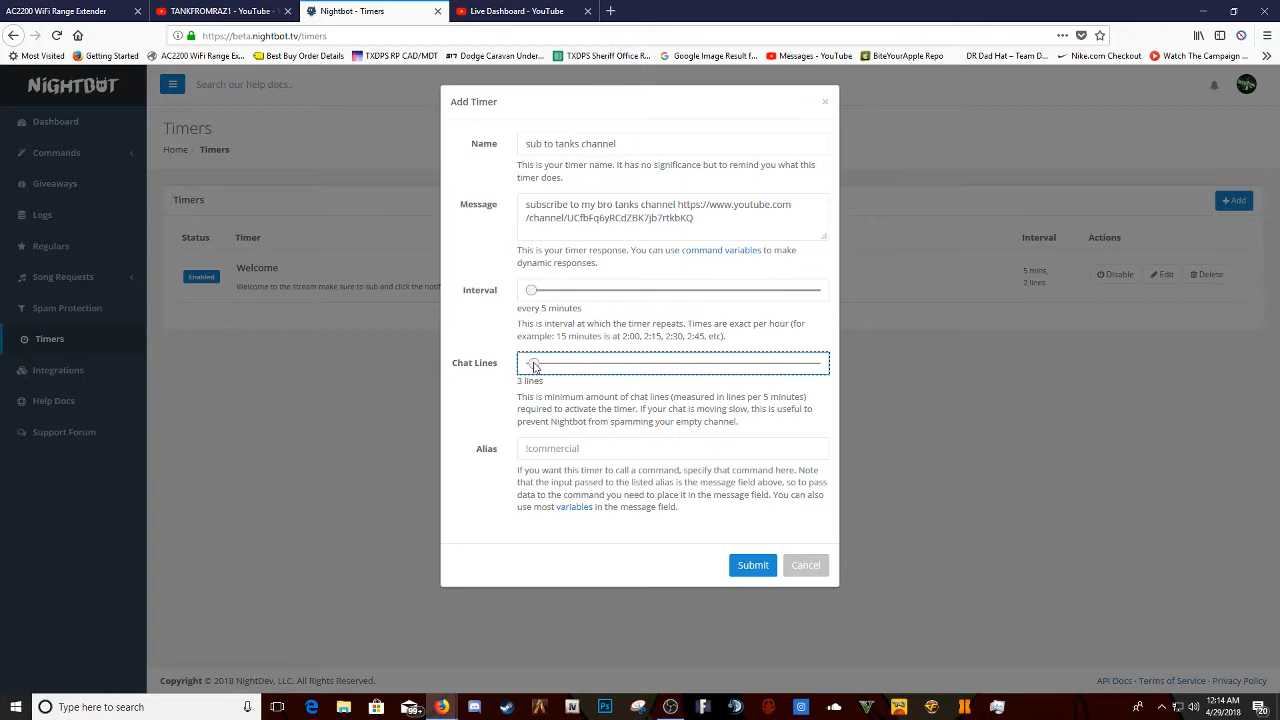 AC2200 WiFi Range Extender
TANKFROMRAZ1 - YouTube - Y
Nightbot - Timers
Live Dashboard - YouTube
https://beta.nightbot.tv/timers
Most Visited
Getting Started
AC2200 WiFi Range Ex...
Best Buy Order Details
TXDPS RP CAD/MDT
Dodge Caravan Under...
TXDPS Sheriff Office D...
Google Image Result f...
Messages - YouTube
BiteYourApple Repo
DR Dad Hat – Dem T...
Nike.com Checkout
Watch The Campaign ...
NIGHTBOT
Search our help docs..
Dashboard
Commands
Giveaways
Logs
Regulars
Song Requests
Spam Protection
Timers
Integrations
Help Docs
Support Forum
Timers
Home
Timers
Timers
+ Add
Status
Timer
Interval
Actions
Enabled
Welcome
Welcome to the stream make sure to sub and click the notif
5 mins,
2 lines
Disable
Edit
Delete
Add Timer
×
Name
sub to tanks channel
This is your timer name. It has no significance but to remind you what this
timer does.
Message
subscribe to my bro tanks channel https://www.youtube.com
/channel/UCfbFq6yRCdZBK7jb7rtkbKQ
This is your timer response. You can use command variables to make
dynamic responses.
Interval
every 5 minutes
This is interval at which the timer repeats. Times are exact per hour (for
example: 15 minutes is at 2:00, 2:15, 2:30, 2:45, etc).
Chat Lines
3 lines
This is minimum amount of chat lines (measured in lines per 5 minutes)
required to activate the timer. If your chat is moving slow, this is useful to
prevent Nightbot from spamming your empty channel.
Alias
!commercial
If you want this timer to call a command, specify that command here. Note
that the input passed to the listed alias is the message field above, so to pass
data to the command you need to place it in the message field. You can also
use most variables in the message field.
Submit
Cancel
Copyright © 2018 NightDev, LLC. All Rights Reserved.
API Docs - Terms of Service - Privacy Policy
Type here to search
99+
12:14 AM
4/29/2018